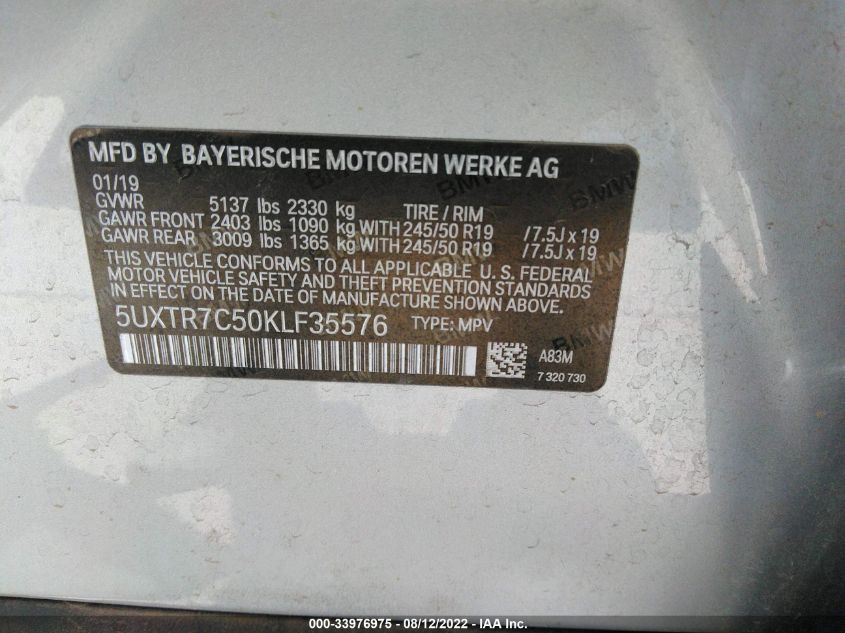 MFD BY BAYERISCHE MOTOREN WERKE AG
01/19
GVWR 5137 lbs 2330 kg TIRE / RIM
GAWR FRONT 2403 lbs 1090 kg WITH 245/50 R19 /7.5J x 19
GAWR REAR 3009 lbs 1365 kg WITH 245/50 R19 /7.5J x 19
THIS VEHICLE CONFORMS TO ALL APPLICABLE U. S. FEDERAL
MOTOR VEHICLE SAFETY AND THEFT PREVENTION STANDARDS
IN EFFECT ON THE DATE OF MANUFACTURE SHOWN ABOVE.
5UXTR7C50KLF35576 TYPE: MPV
A83M
7 320 730
000-33976975 - 08/12/2022 - IAA Inc.